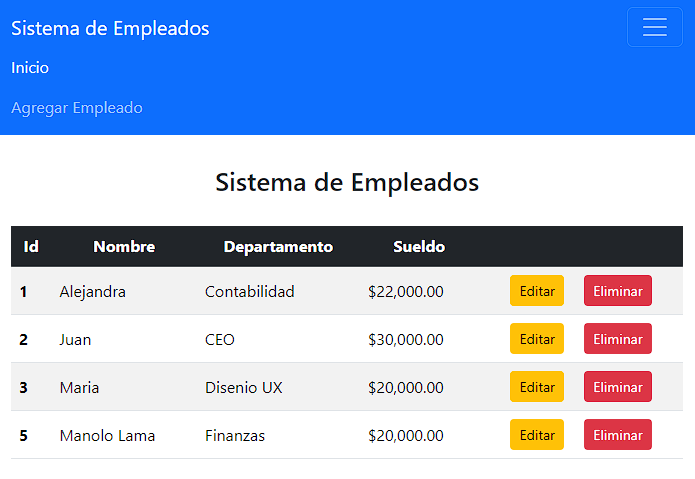 Sistema de Empleados
Inicio
Agregar Empleado
Sistema de Empleados
Id Nombre Departamento Sueldo
1 Alejandra Contabilidad $22,000.00 Editar Eliminar
2 Juan CEO $30,000.00 Editar Eliminar
3 Maria Disenio UX $20,000.00 Editar Eliminar
5 Manolo Lama Finanzas $20,000.00 Editar Eliminar